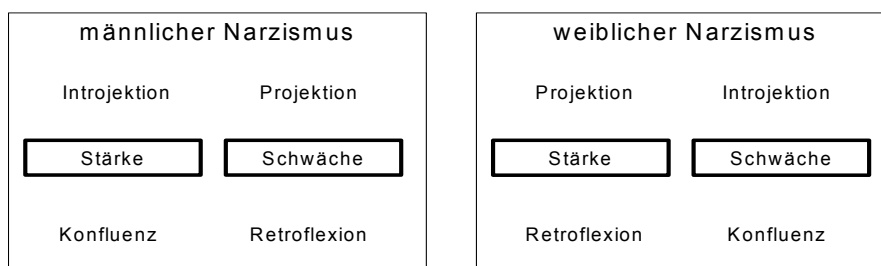 männlicher Narzismus
Introjektion Projektion
Stärke Schwäche
Konfluenz Retroflexion
weiblicher Narzismus
Projektion Introjektion
Stärke Schwäche
Retroflexion Konfluenz